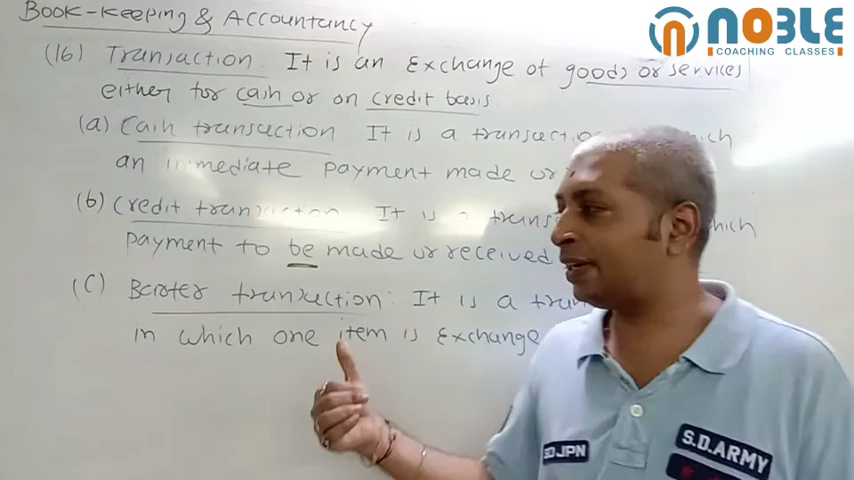 Book-Keeping & Accountancy
NOBLE
COACHING CLASSES
(16) Transaction. It is an Exchange of goods or services
either for cash or on credit basis.
(a) Cash transaction It is a
an immediate payment made or
(b) Credit transaction It is a which
payment to be made or received
(C) Barter transaction: It is a
in which one item is Exchange
SD JPN
S.D.ARMY